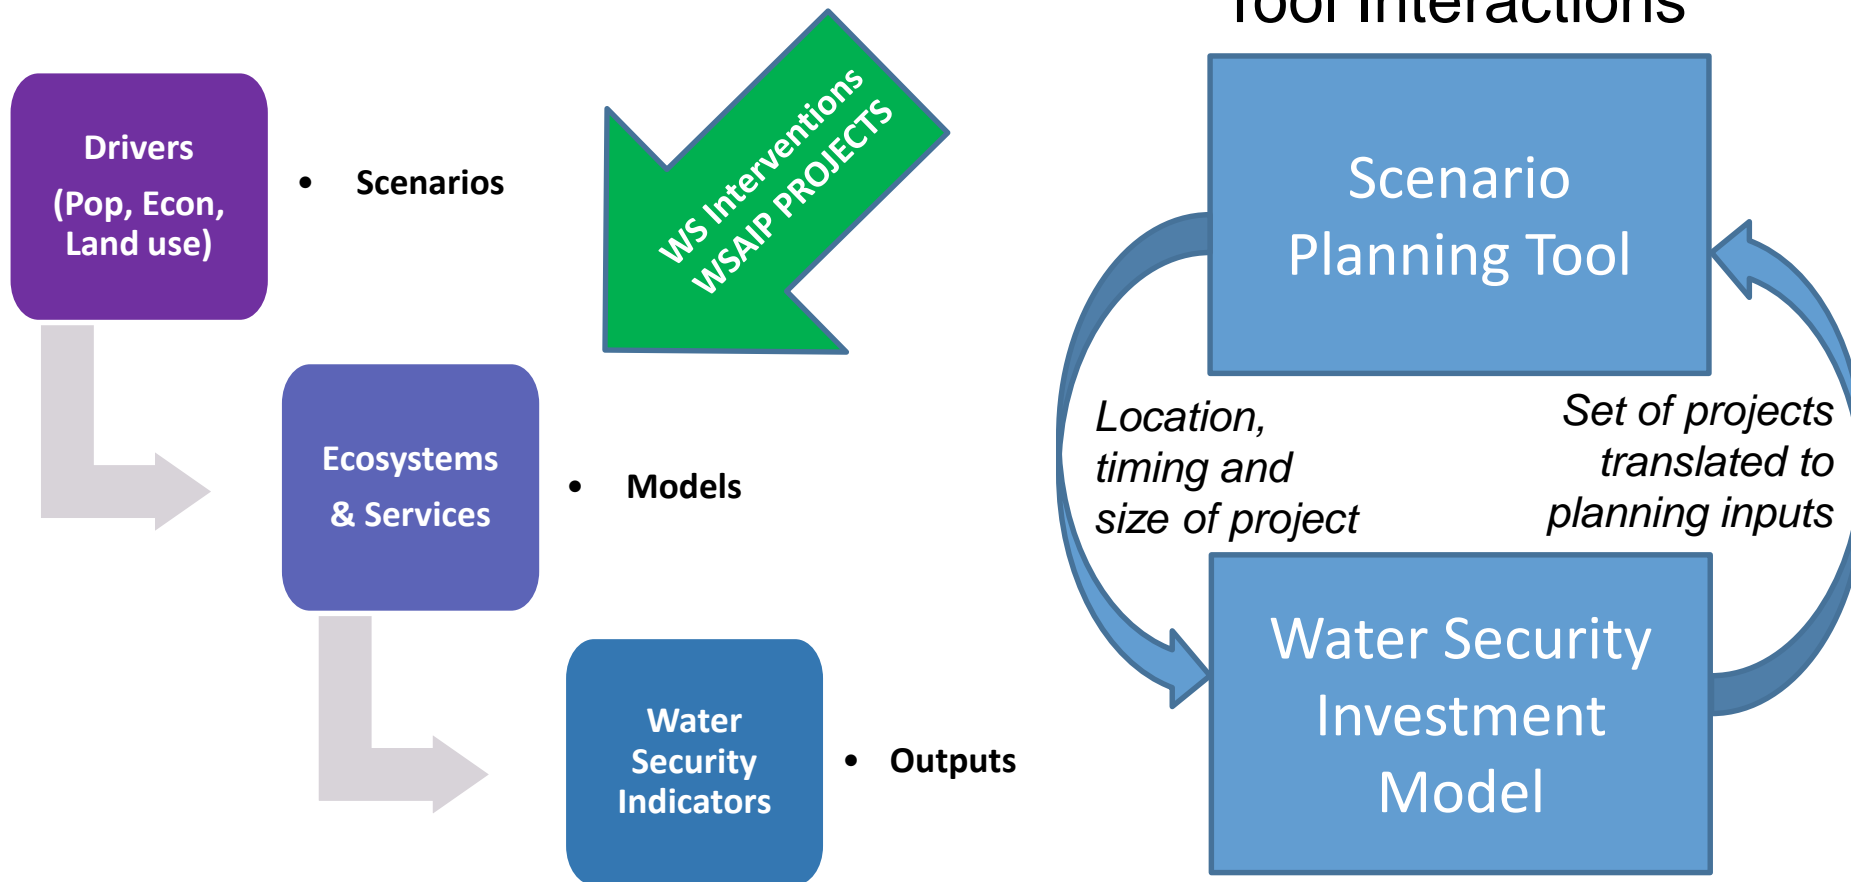 Drivers
(Pop, Econ,
Land use)
• Scenarios
WS Interventions
WSAIP PROJECTS
Ecosystems
& Services
• Models
Water
Security
Indicators
• Outputs
Tool Interactions
Scenario
Planning Tool
Location,
timing and
size of project
Set of projects
translated to
planning inputs
Water Security
Investment
Model